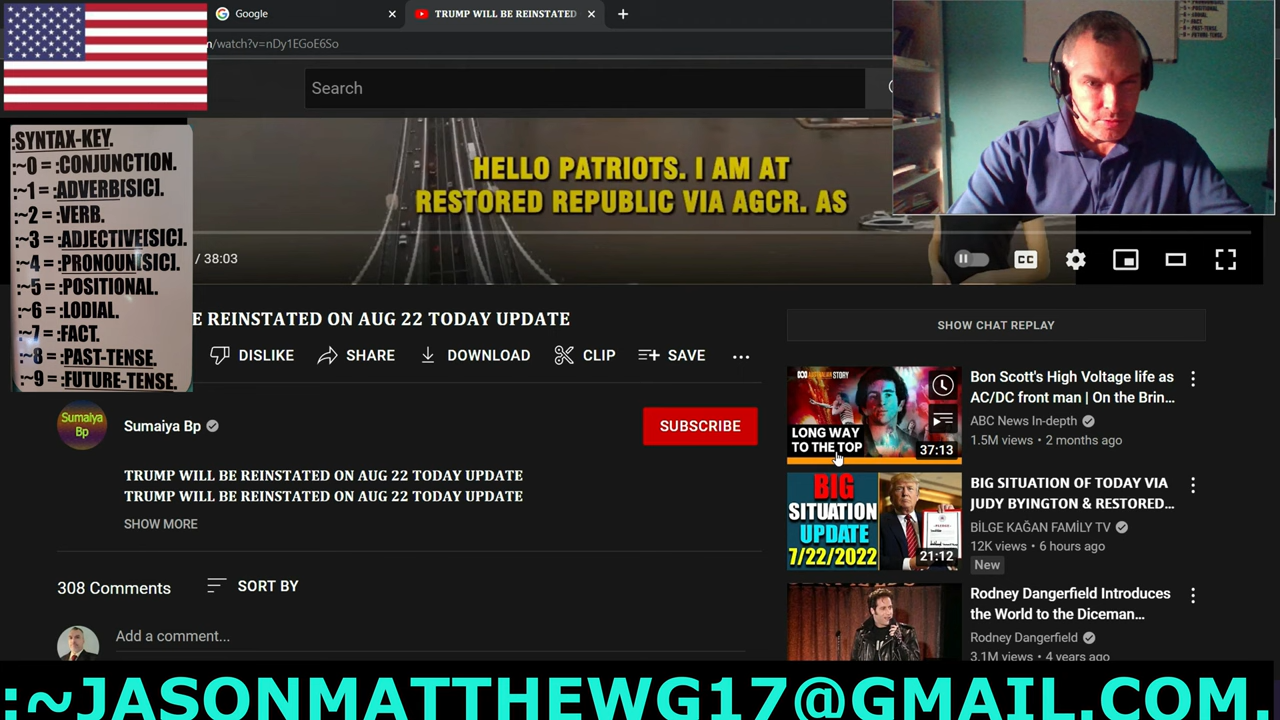 Google
TRUMP WILL BE REINSTATED
/watch?v=nDy1EGoE6So
Search
:SYNTAX-KEY.
:~0 = :CONJUNCTION.
:~1 = :ADVERB[SIC].
:~2 = :VERB.
:~3 = :ADJECTIVE[SIC].
:~4 = :PRONOUN[SIC].
:~5 = :POSITIONAL.
:~6 = :LODIAL.
:~7 = :FACT.
:~8 = :PAST-TENSE.
:~9 = :FUTURE-TENSE.
HELLO PATRIOTS. I AM AT
RESTORED REPUBLIC VIA AGCR. AS
/ 38:03
CC
E REINSTATED ON AUG 22 TODAY UPDATE
DISLIKE
SHARE
DOWNLOAD
CLIP
SAVE
Sumaiya
Bp
Sumaiya Bp
SUBSCRIBE
TRUMP WILL BE REINSTATED ON AUG 22 TODAY UPDATE
TRUMP WILL BE REINSTATED ON AUG 22 TODAY UPDATE
SHOW MORE
308 Comments
SORT BY
Add a comment...
SHOW CHAT REPLAY
AUSTRALIAN STORY
LONG WAY
TO THE TOP
37:13
Bon Scott's High Voltage life as
AC/DC front man | On the Brin...
ABC News In-depth
1.5M views • 2 months ago
BIG
SITUATION
UPDATE
7/22/2022
21:12
BIG SITUATION OF TODAY VIA
JUDY BYINGTON & RESTORED...
BİLGE KAĞAN FAMİLY TV
12K views • 6 hours ago
New
Rodney Dangerfield Introduces
the World to the Diceman...
Rodney Dangerfield
3.1M views • 4 years ago
:~JASONMATTHEWG17@GMAIL.COM.